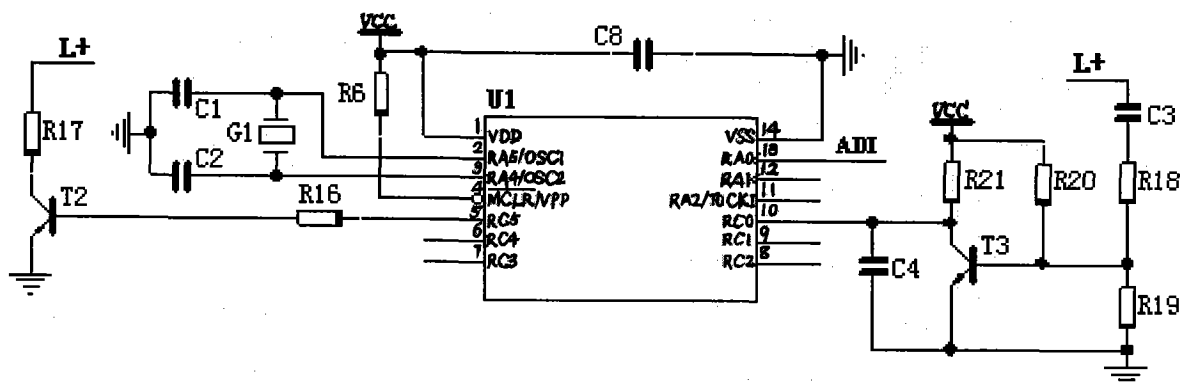 L+
R17
T2
C1
C2
G1
R16
VCC
R6
C8
U1
1
VDD
2
RA5/OSC1
3
RA4/OSC2
4
MCLR/VPP
5
RC5
6
RC4
7
RC3
VSS
14
RA0
13
RA1
12
RA2/T0CKI
11
RC0
10
RC1
9
RC2
8
ADI
C4
VCC
R21
R20
T3
L+
C3
R18
R19